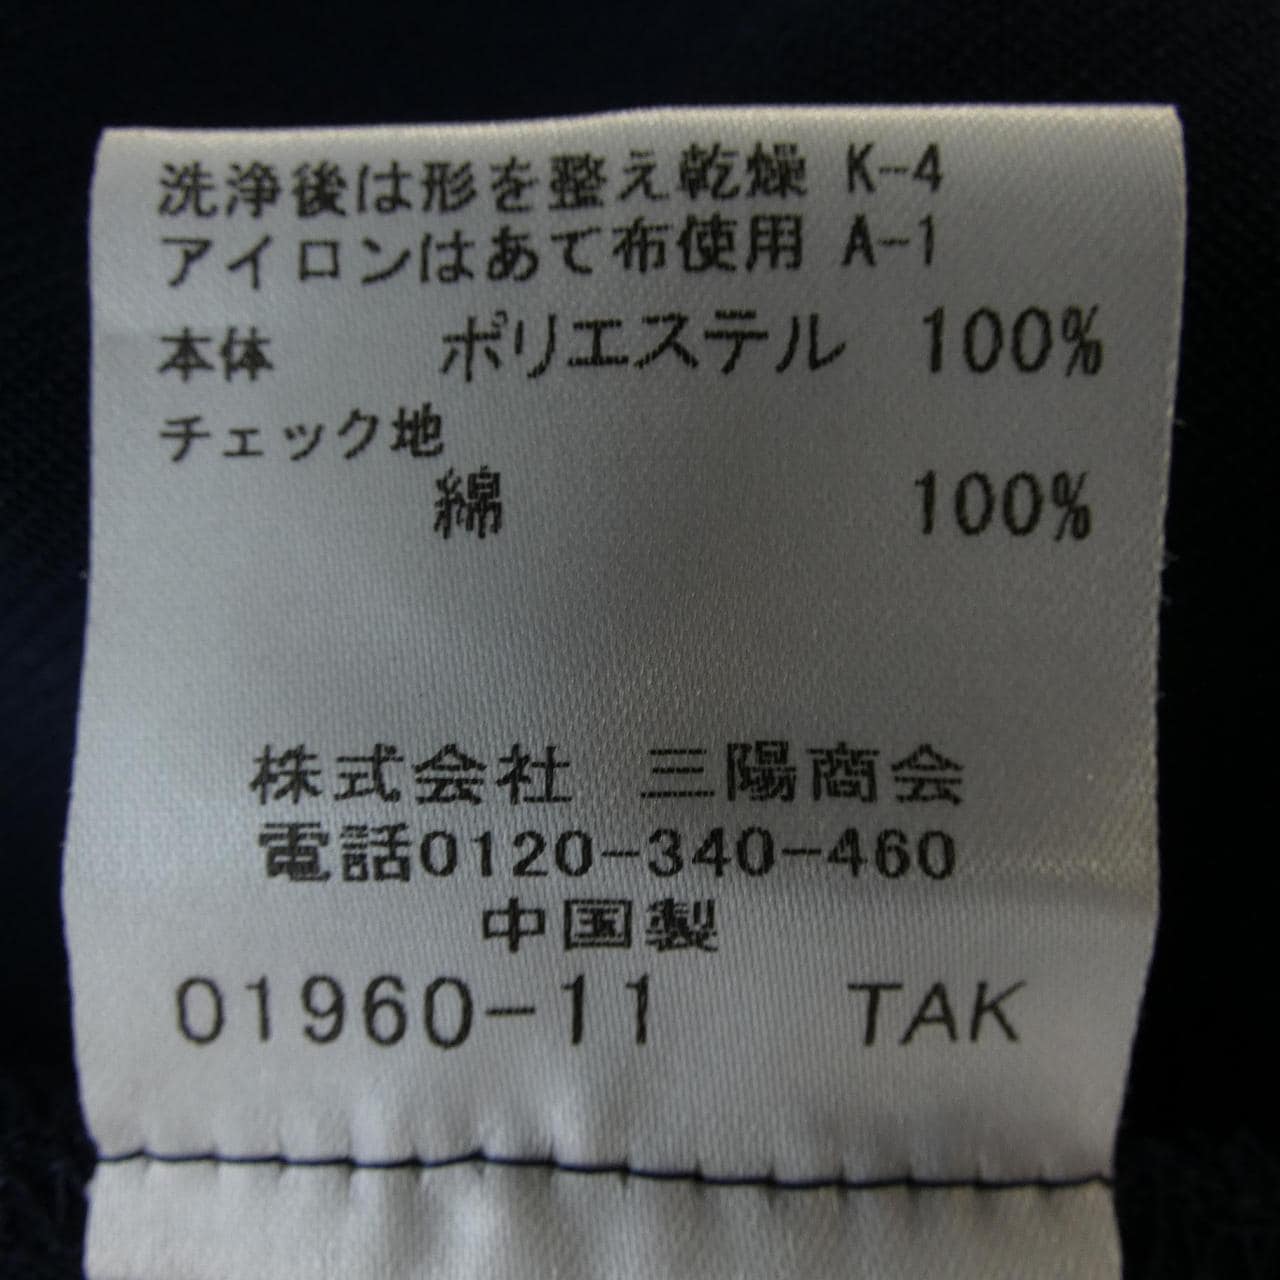 洗浄後は形を整え乾燥 K-4
アイロンはあて布使用 A-1
本体 ポリエステル 100%
チェック地
綿 100%
株式会社 三陽商会
電話0120-340-460
中国製
01960-11 TAK